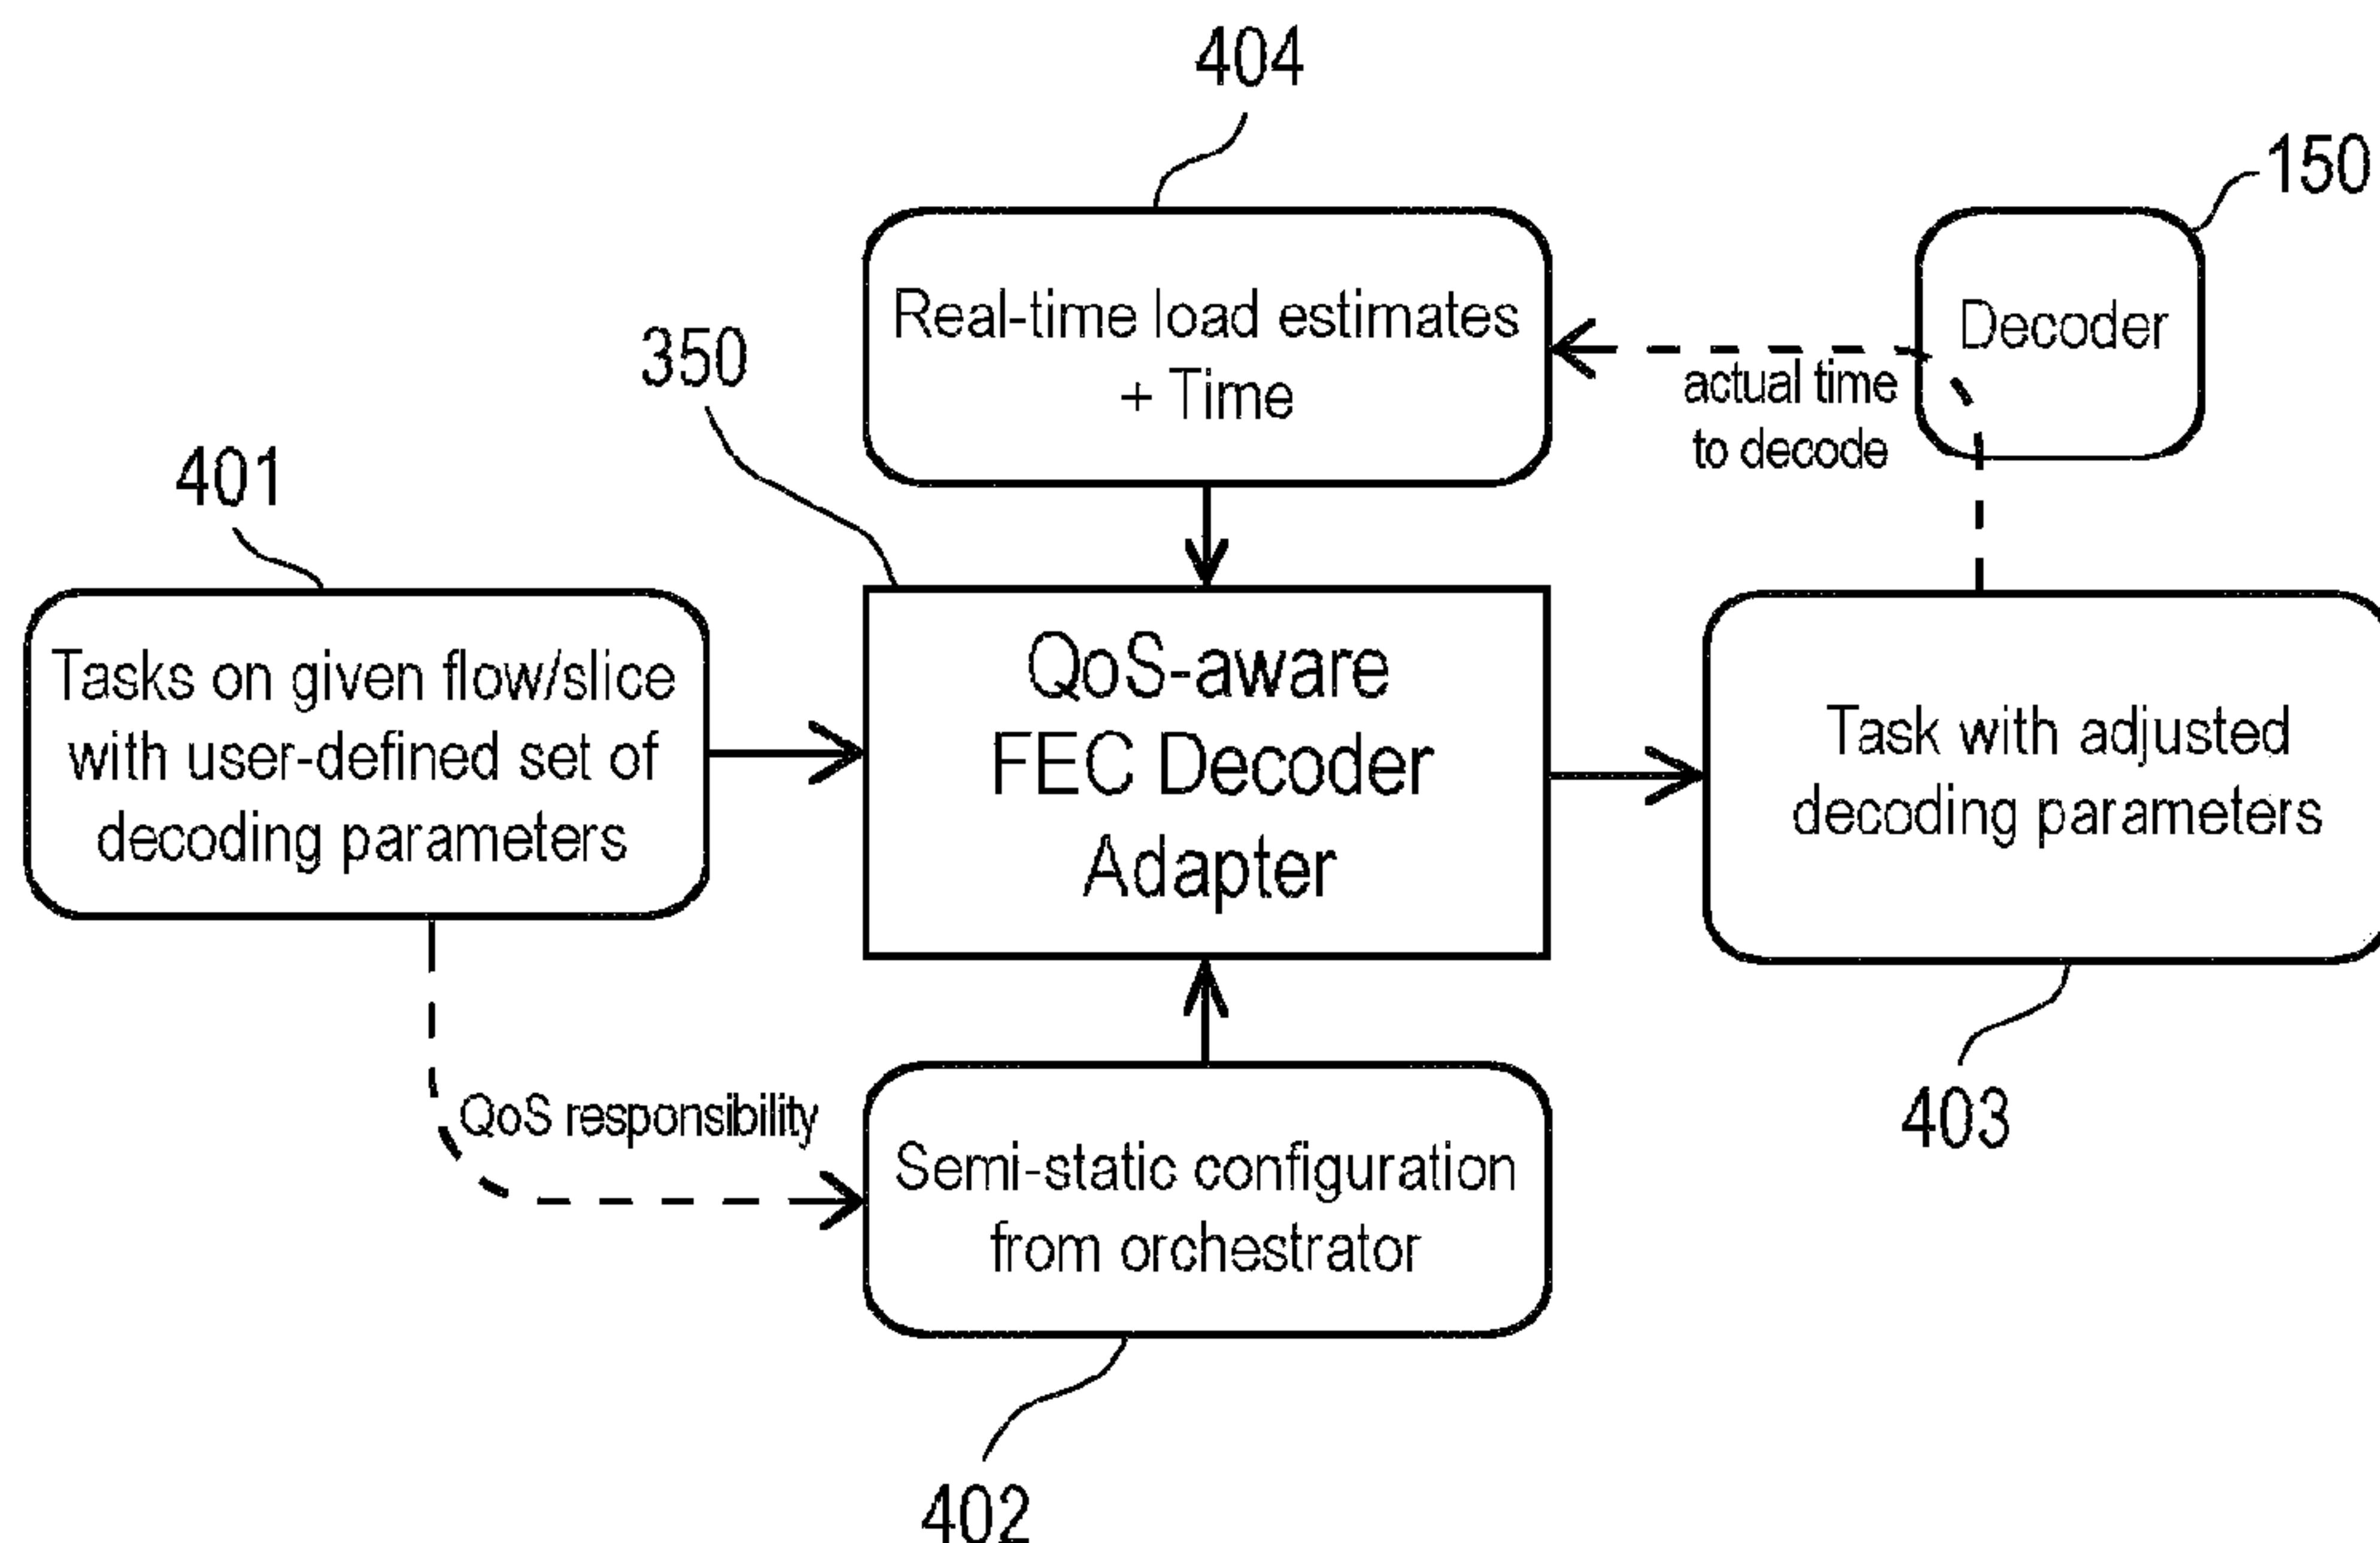 404
150
Real-time load estimates
+ Time
Decoder
actual time
to decode
350
401
Tasks on given flow/slice
with user-defined set of
decoding parameters
QoS-aware
FEC Decoder
Adapter
Task with adjusted
decoding parameters
QoS responsibility
Semi-static configuration
from orchestrator
403
402